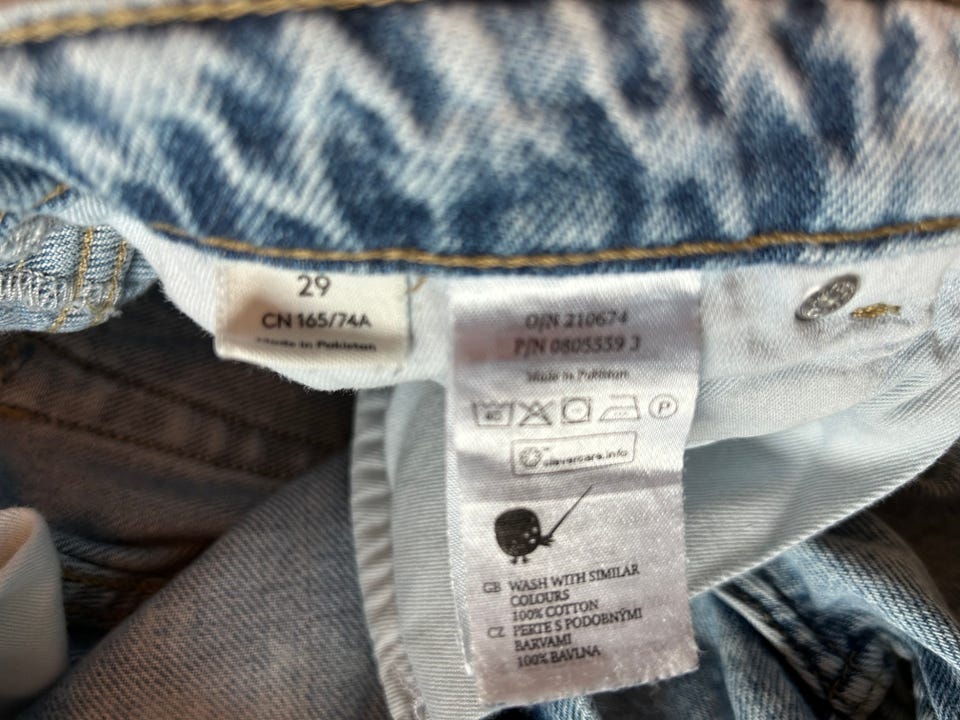 29
CN 165/74A
Made in Pakistan
O/N 210674
P/N 0805559 3
Made in Pakistan
40
P
clevercare.info
GB WASH WITH SIMILAR
COLOURS
100% COTTON
CZ PERTE S PODOBNÝMI
BARVAMI
100% BAVLNA